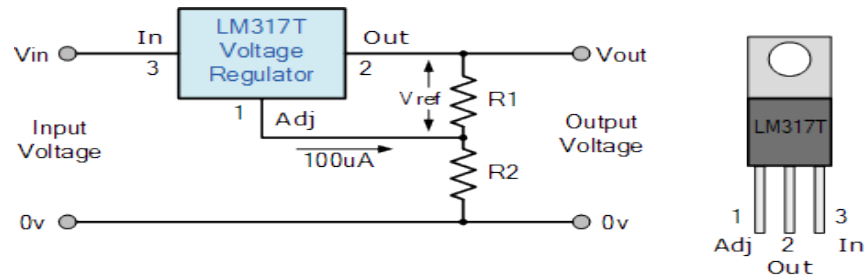 LM317T
Voltage
Regulator
Vin
In
3
Out
2
Vout
1
Adj
Vref
R1
100uA
R2
Input
Voltage
Output
Voltage
0v
0v
LM317T
1
Adj
2
Out
3
In